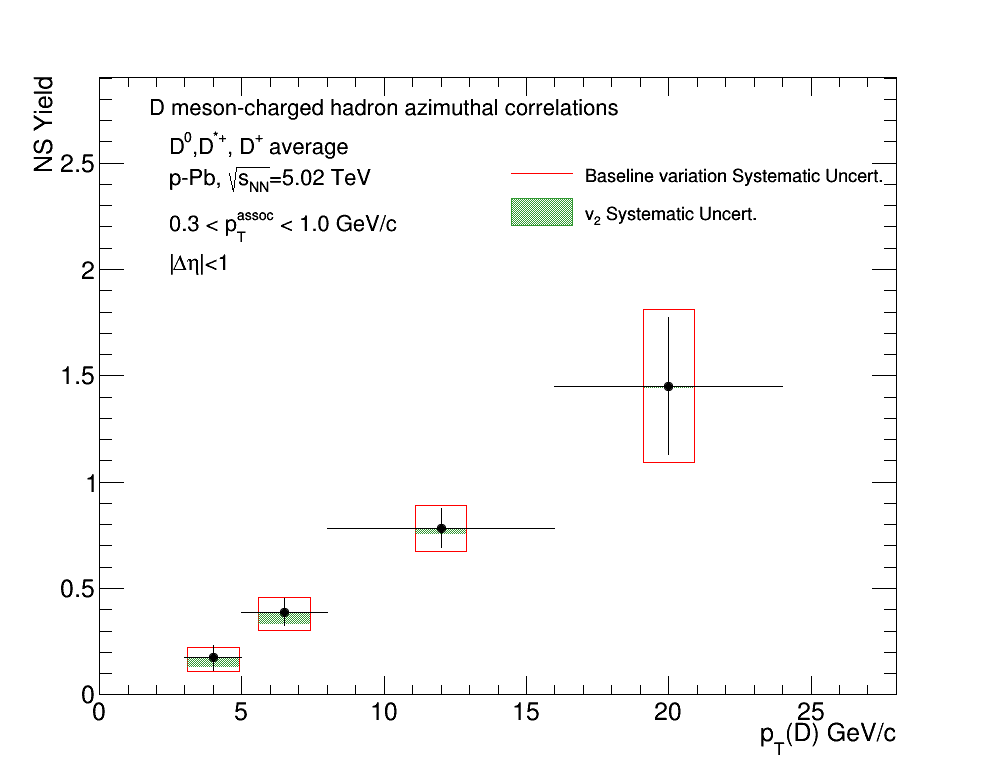 NS Yield
D meson-charged hadron azimuthal correlations
D⁰,D*⁺, D⁺ average
p-Pb, √s_NN=5.02 TeV
0.3 < p_T^assoc < 1.0 GeV/c
|Δη|<1
Baseline variation Systematic Uncert.
v₂ Systematic Uncert.
2.5
2
1.5
1
0.5
0
0 5 10 15 20 25
p_T(D) GeV/c